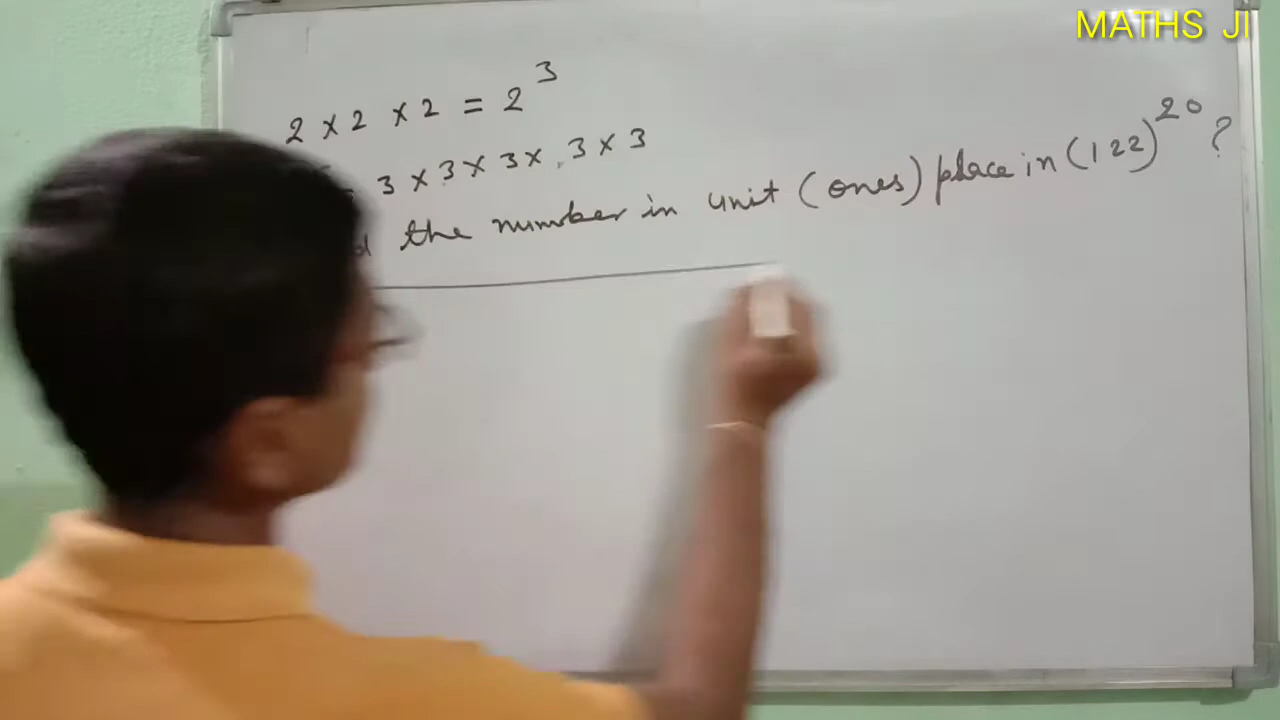 MATHS JI
2 × 2 × 2 = 2³
3 × 3 × 3 × 3 × 3
the number in unit (ones) place in (122)²⁰ ?